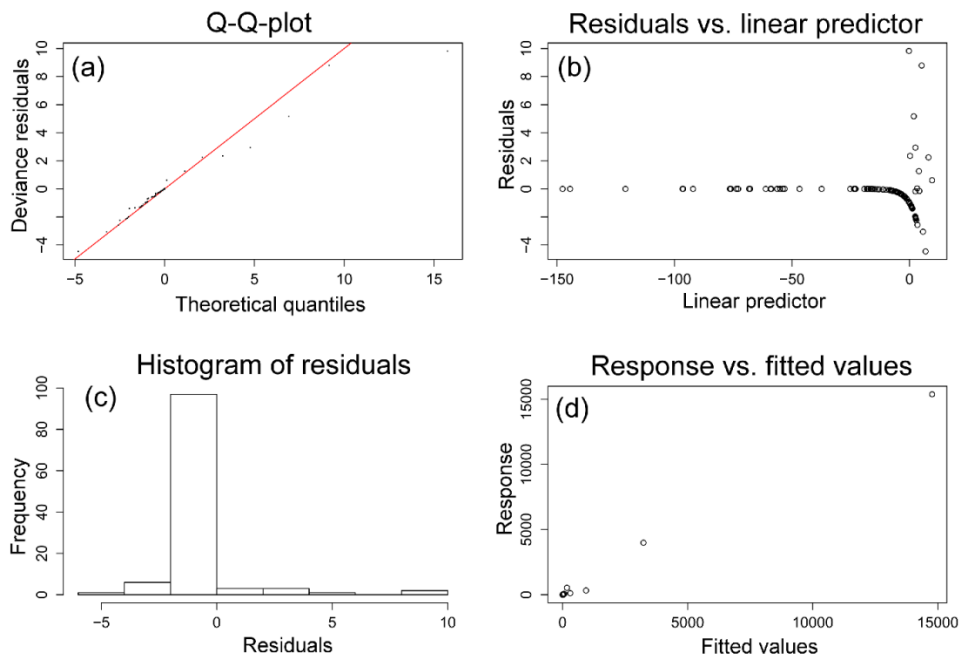 Q-Q-plot
(a)
Deviance residuals
10
8
6
4
2
0
−4
−5
0
5
10
15
Theoretical quantiles
Residuals vs. linear predictor
(b)
Residuals
10
8
6
4
2
0
−4
−150
−100
−50
0
Linear predictor
Histogram of residuals
(c)
Frequency
100
80
60
40
20
0
−5
0
5
10
Residuals
Response vs. fitted values
(d)
Response
15000
10000
5000
0
0
5000
10000
15000
Fitted values